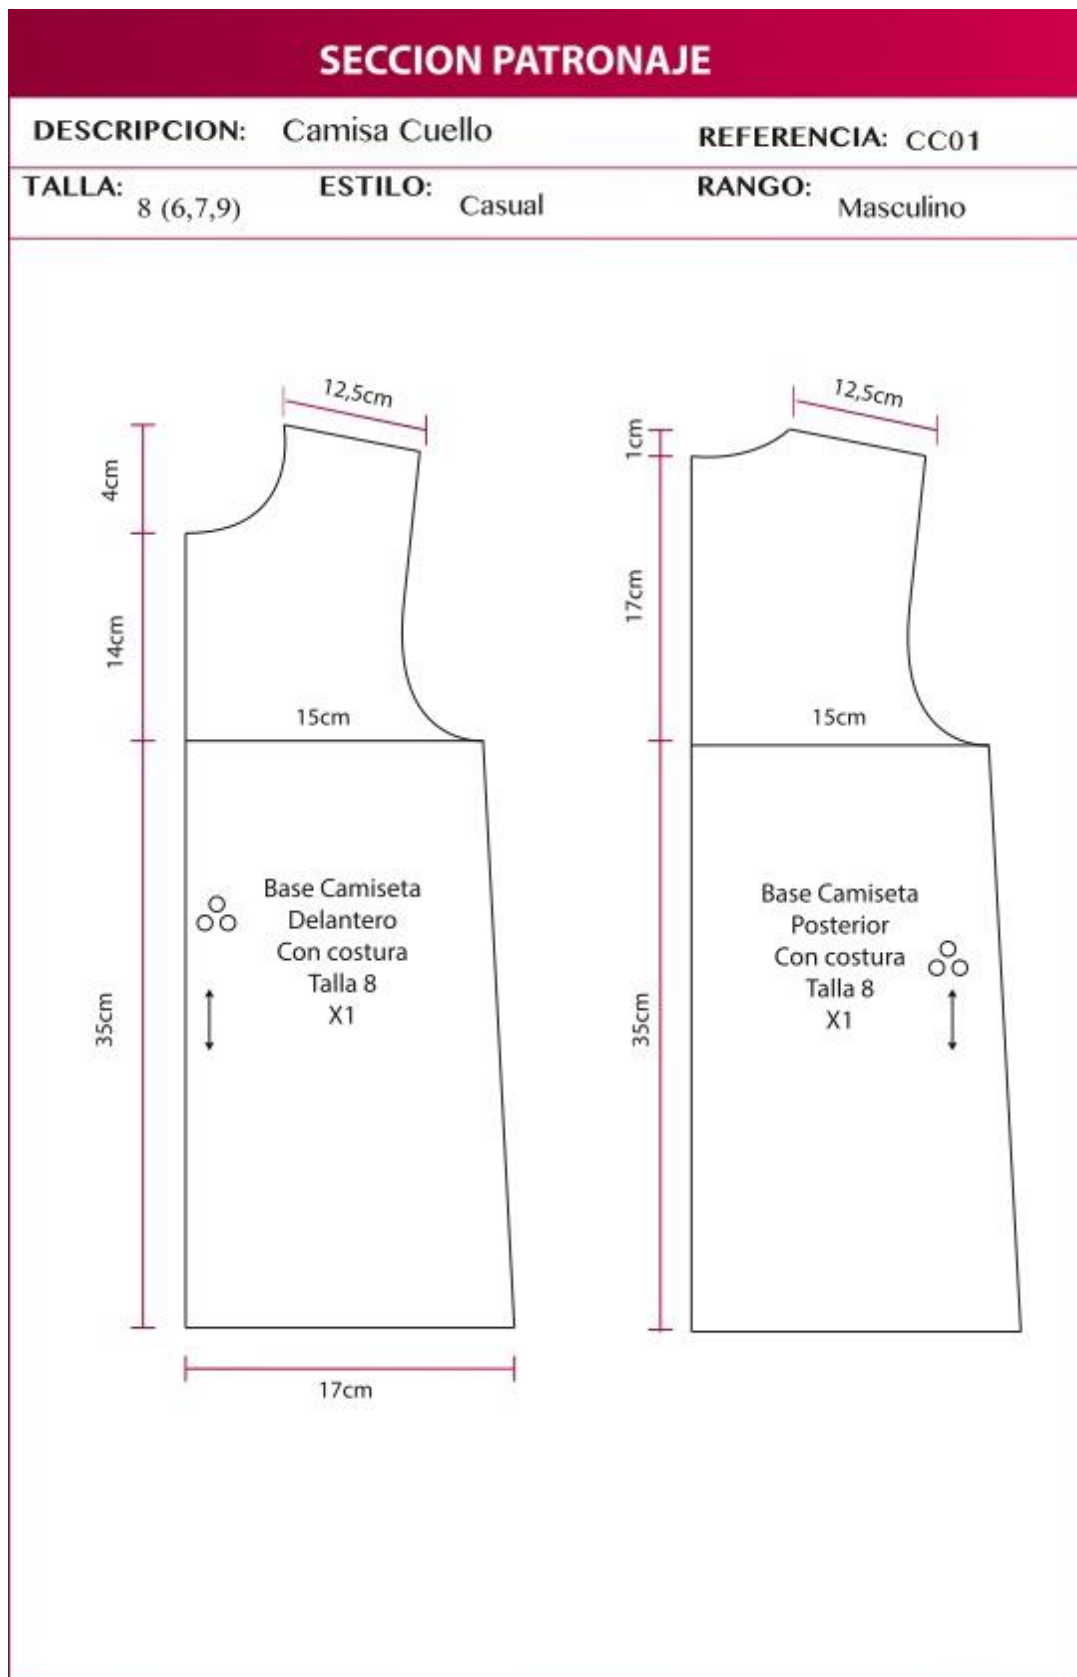 SECCION PATRONAJE
DESCRIPCION: Camisa Cuello REFERENCIA: CC01
TALLA: 8 (6,7,9) ESTILO: Casual RANGO: Masculino
12,5cm
4cm
14cm
15cm
35cm
Base Camiseta
Delantero
Con costura
Talla 8
X1
17cm
12,5cm
1cm
17cm
15cm
35cm
Base Camiseta
Posterior
Con costura
Talla 8
X1